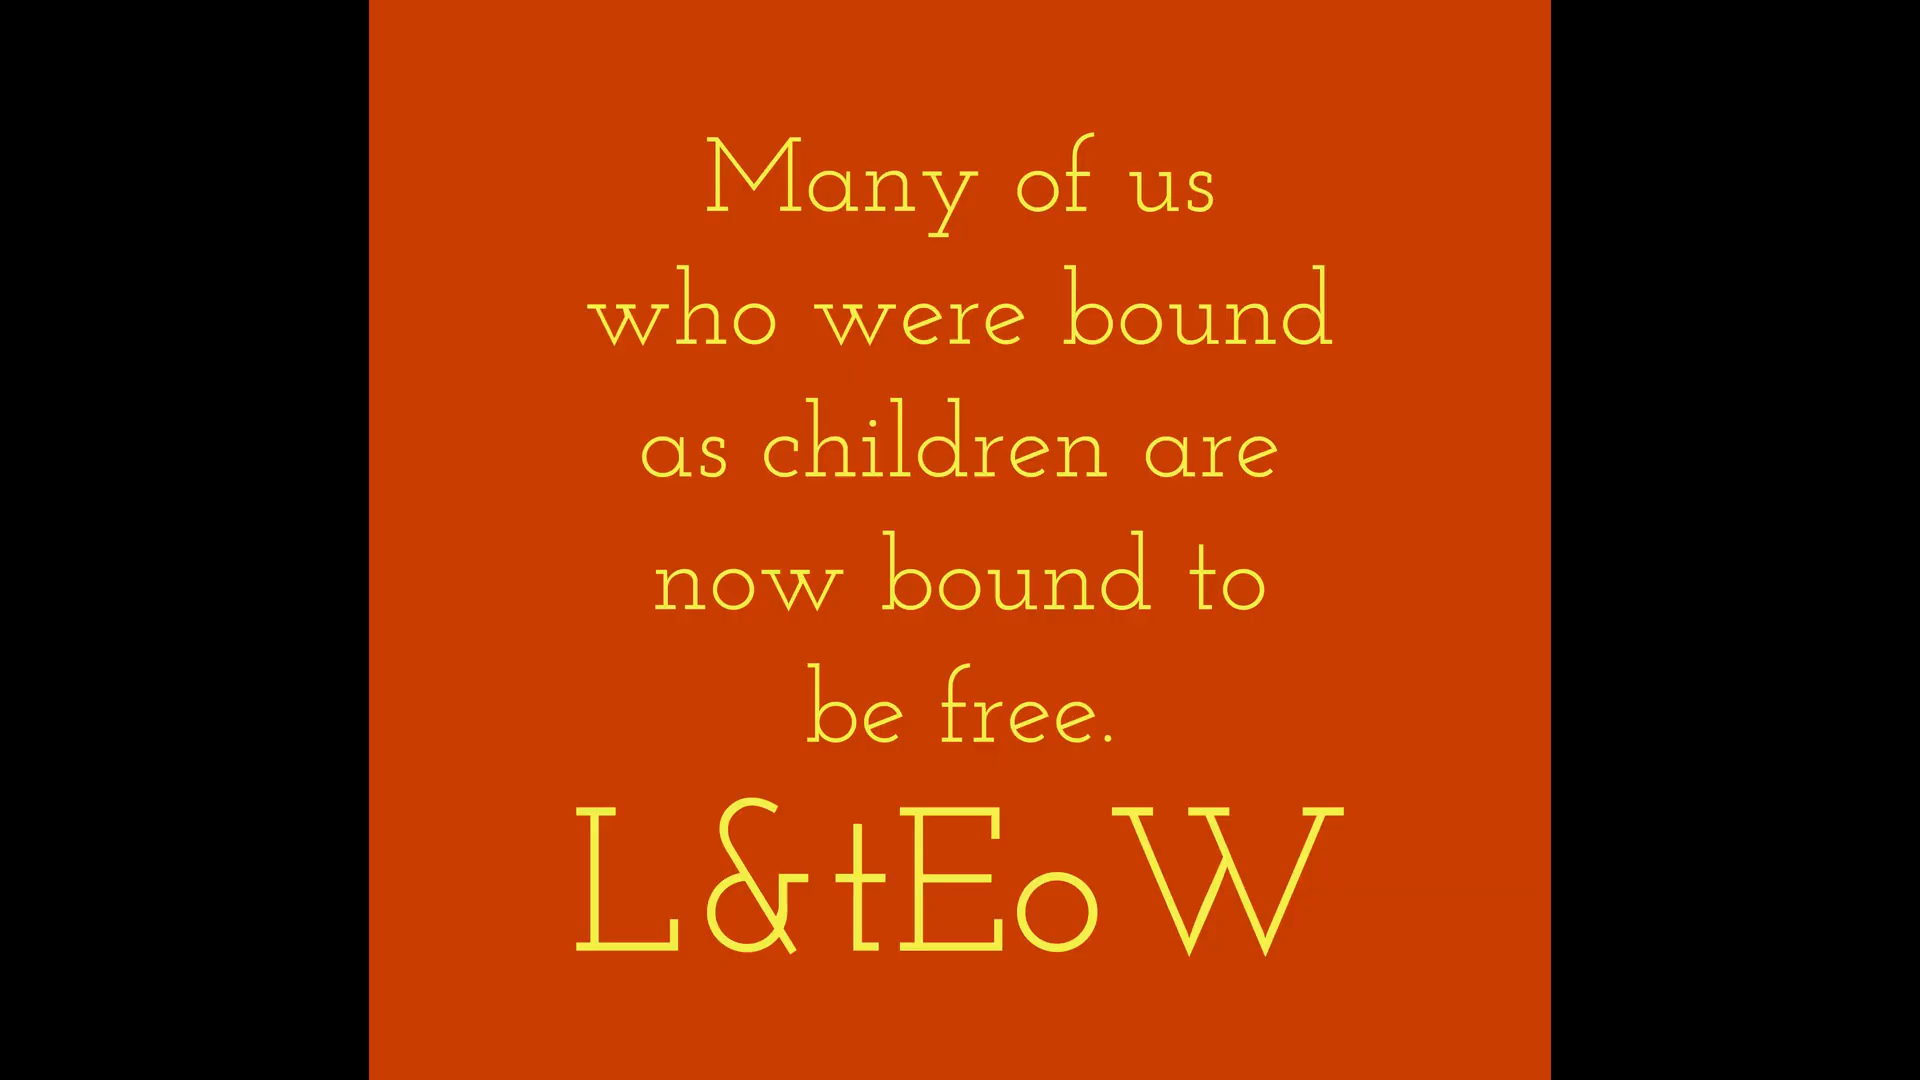 Many of us
who were bound
as children are
now bound to
be free.
L&tEoW